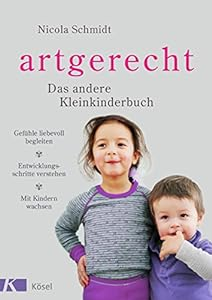 Nicola Schmidt
artgerecht
Das andere
Kleinkinderbuch
Gefühle liebevoll
begleiten
Entwicklungs-
schritte verstehen
Mit Kindern
wachsen
K
Kösel